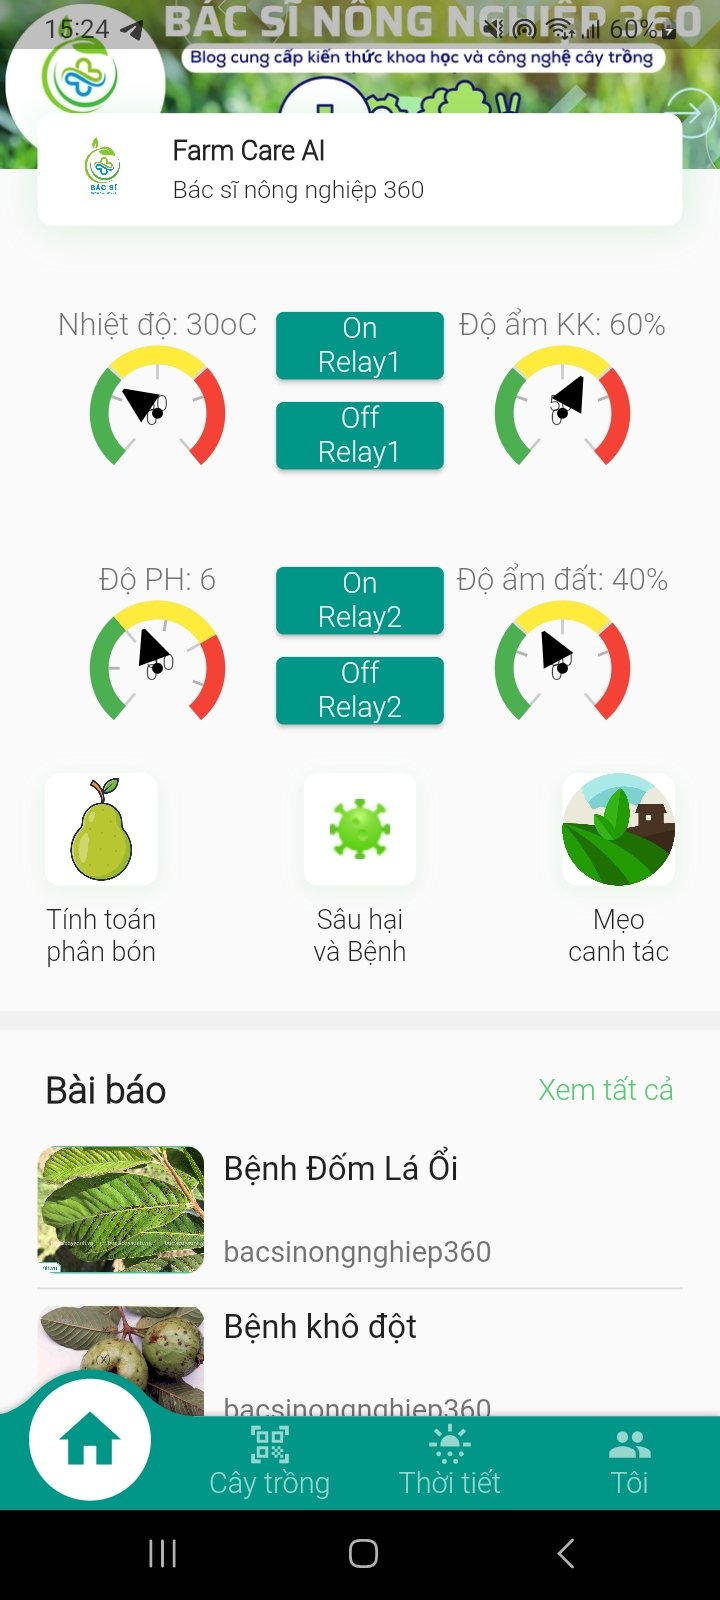 15:24
60%
BÁC SĨ NÔNG NGHIỆP 360
Blog cung cấp kiến thức khoa học và công nghệ cây trồng
Farm Care AI
Bác sĩ nông nghiệp 360
BÁC SĨ
Nhiệt độ: 30oC
On
Relay1
Độ ẩm KK: 60%
Off
Relay1
Độ PH: 6
On
Relay2
Độ ẩm đất: 40%
Off
Relay2
Tính toán
phân bón
Sâu hại
và Bệnh
Mẹo
canh tác
Bài báo
Xem tất cả
Bệnh Đốm Lá Ổi
bacsinongnghiep360
Bệnh khô đọt
bacsinongnghiep360
Cây trồng
Thời tiết
Tôi